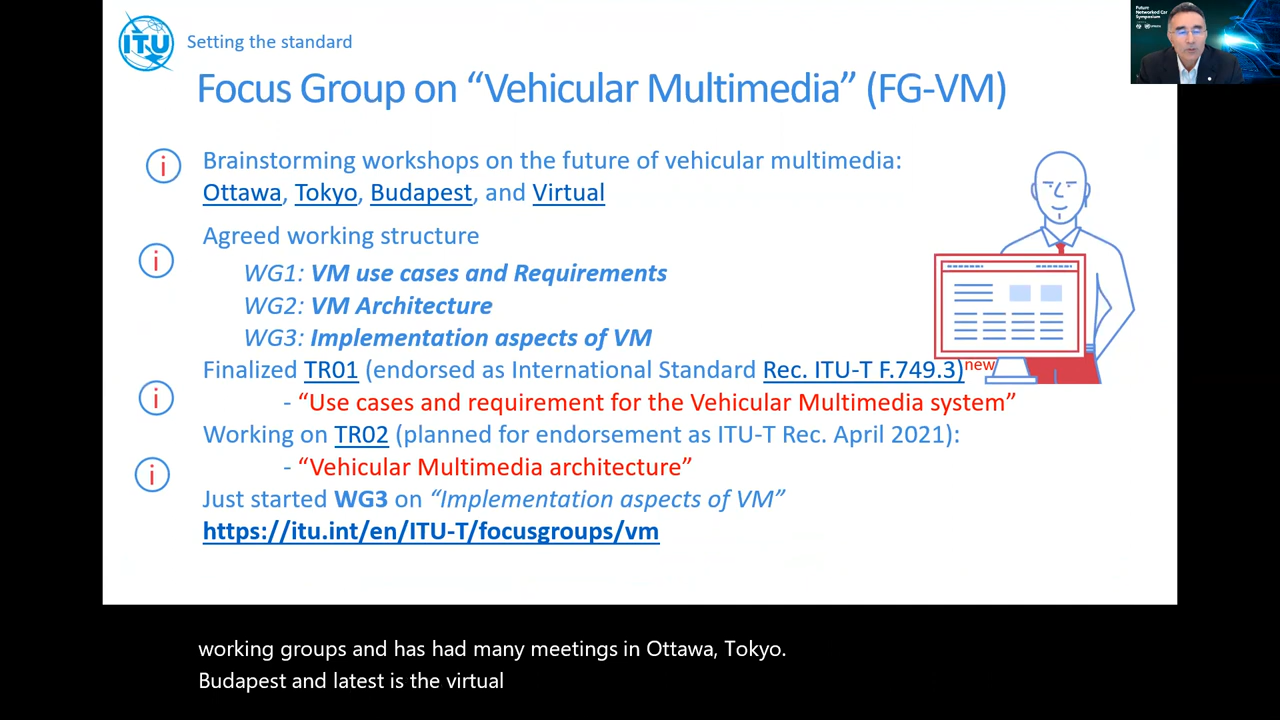 ITU
Setting the standard
Future
Networked Car
Symposium
Focus Group on “Vehicular Multimedia” (FG-VM)
i
Brainstorming workshops on the future of vehicular multimedia:
Ottawa, Tokyo, Budapest, and Virtual
i
Agreed working structure
WG1: VM use cases and Requirements
WG2: VM Architecture
WG3: Implementation aspects of VM
i
Finalized TR01 (endorsed as International Standard Rec. ITU-T F.749.3)new
- “Use cases and requirement for the Vehicular Multimedia system”
i
Working on TR02 (planned for endorsement as ITU-T Rec. April 2021):
- “Vehicular Multimedia architecture”
Just started WG3 on “Implementation aspects of VM”
https://itu.int/en/ITU-T/focusgroups/vm
working groups and has had many meetings in Ottawa, Tokyo.
Budapest and latest is the virtual